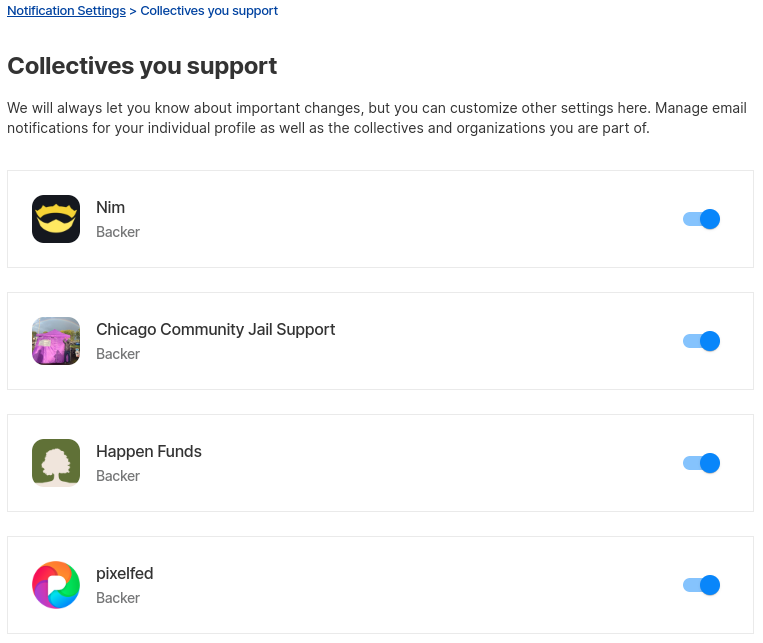 Notification Settings > Collectives you support
Collectives you support
We will always let you know about important changes, but you can customize other settings here. Manage email
notifications for your individual profile as well as the collectives and organizations you are part of.
Nim
Backer
Chicago Community Jail Support
Backer
Happen Funds
Backer
pixelfed
Backer